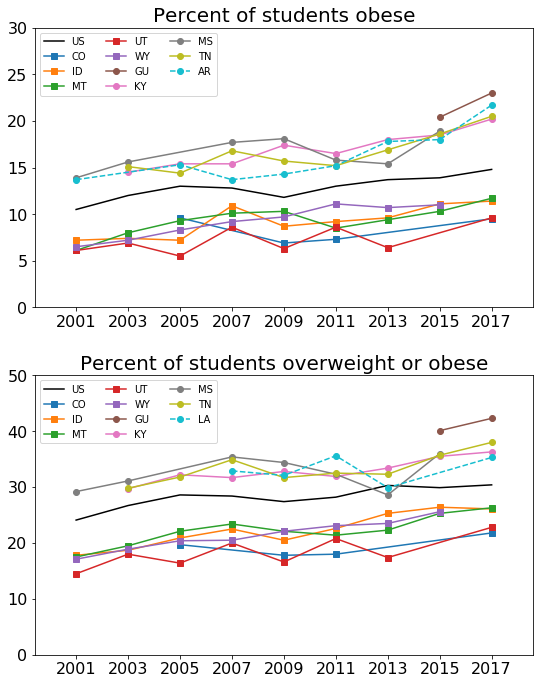 Percent of students obese
30
25
20
15
10
5
0
US UT MS
CO WY TN
ID GU AR
MT KY
2001 2003 2005 2007 2009 2011 2013 2015 2017
Percent of students overweight or obese
50
40
30
20
10
0
US UT MS
CO WY TN
ID GU LA
MT KY
2001 2003 2005 2007 2009 2011 2013 2015 2017